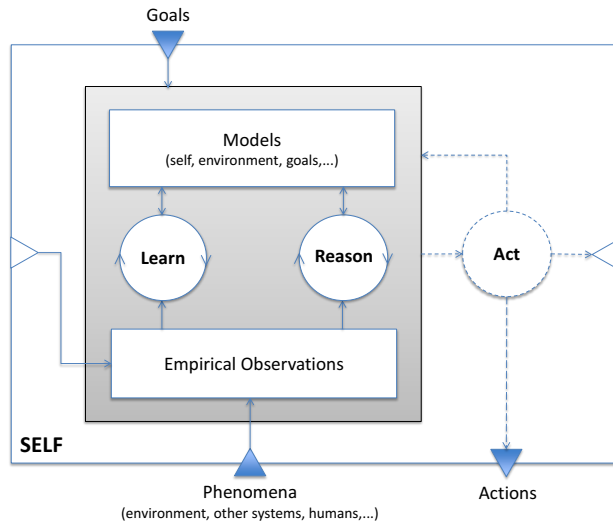 Goals
Models
(self, environment, goals,...)
Learn
Reason
Act
Empirical Observations
SELF
Phenomena
(environment, other systems, humans,...)
Actions